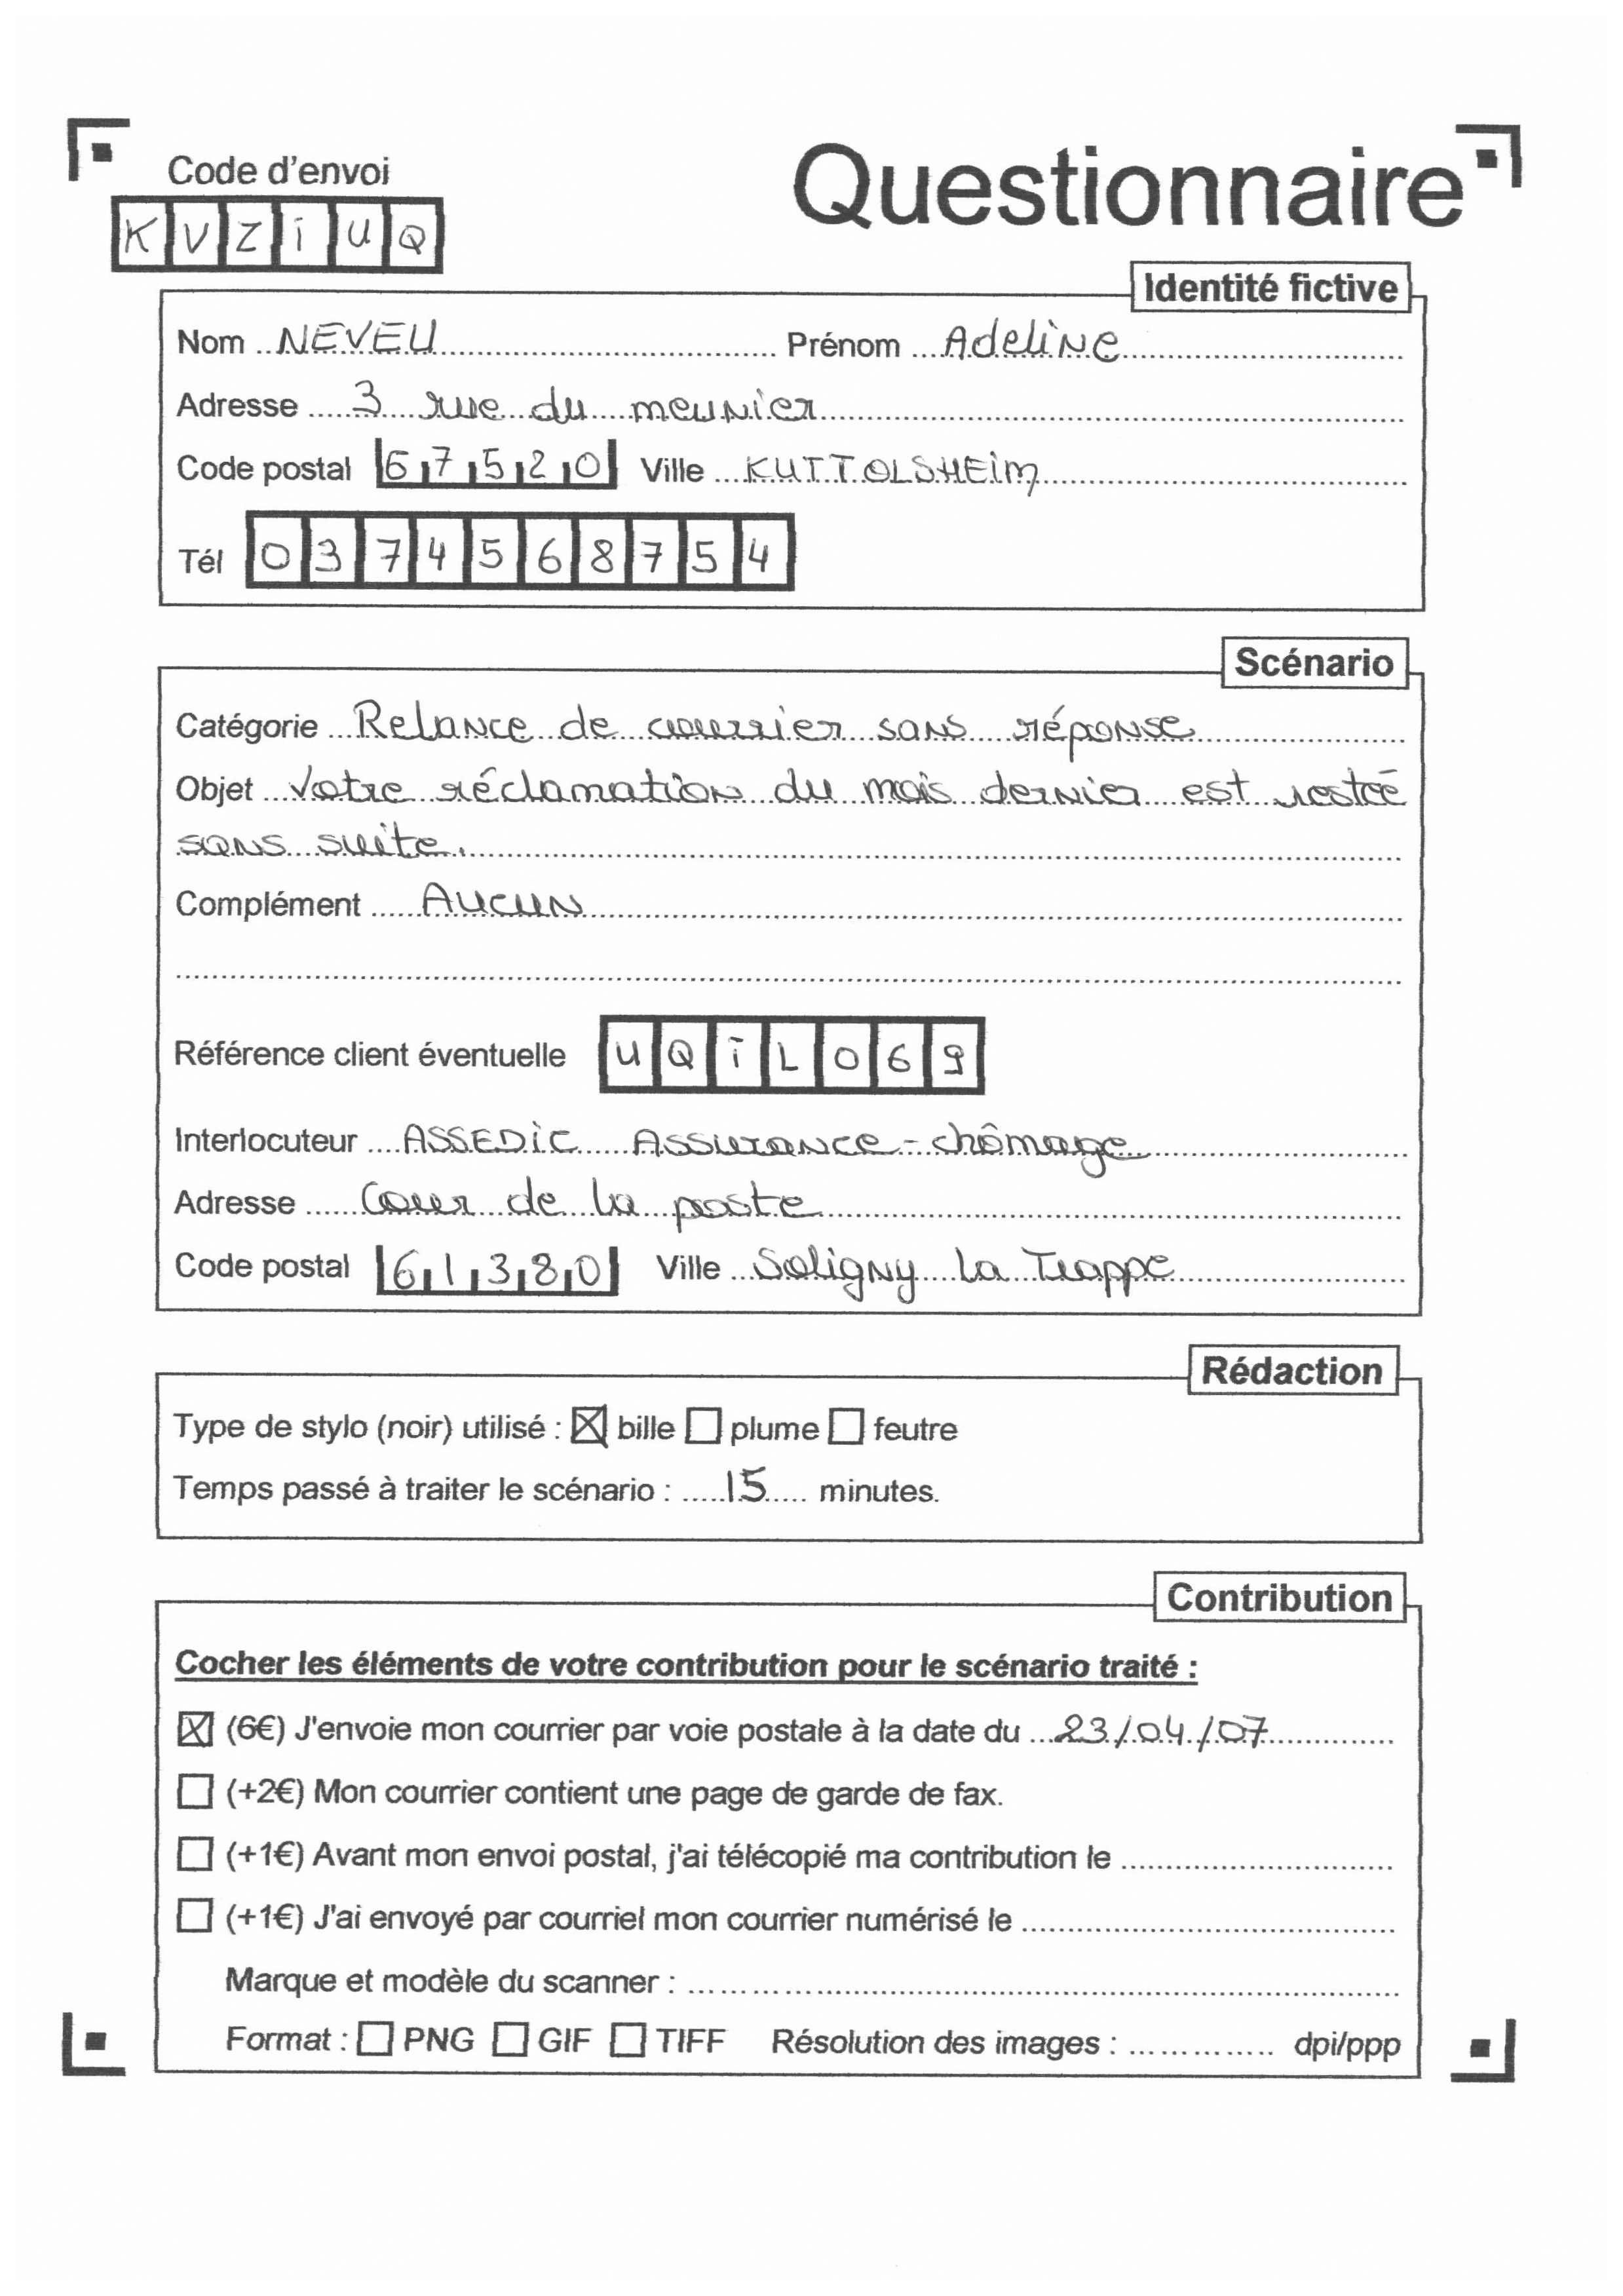 Code d'envoi
Questionnaire
K V Z i U Q
Identité fictive
Nom NEVEU Prénom Adeline
Adresse 3 rue du meunier
Code postal 67520 Ville KUTTOLSHEim
Tél 0374568754
Scénario
Catégorie Relance de courrier sans réponse
Objet Votre réclamation du mois dernier est restée
sans suite.
Complément Aucun
Référence client éventuelle UQiL069
Interlocuteur ASSEDiC Assurance-chômage
Adresse Cour de la poste
Code postal 61380 Ville Soligny La Trappe
Rédaction
Type de stylo (noir) utilisé : ☒ bille ☐ plume ☐ feutre
Temps passé à traiter le scénario : 15 minutes.
Contribution
Cocher les éléments de votre contribution pour le scénario traité :
☒ (6€) J'envoie mon courrier par voie postale à la date du 23/04/07
☐ (+2€) Mon courrier contient une page de garde de fax.
☐ (+1€) Avant mon envoi postal, j'ai télécopié ma contribution le
☐ (+1€) J'ai envoyé par courriel mon courrier numérisé le
Marque et modèle du scanner :
Format : ☐ PNG ☐ GIF ☐ TIFF Résolution des images : dpi/ppp